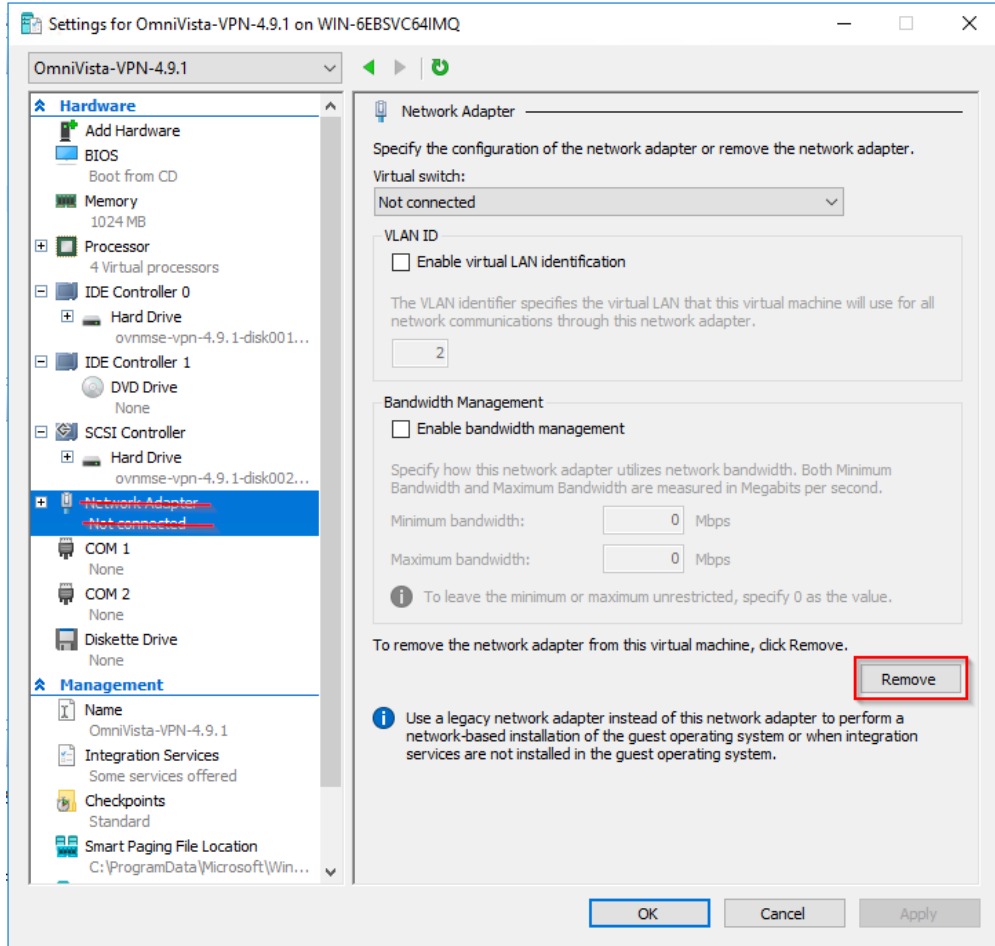 Settings for OmniVista-VPN-4.9.1 on WIN-6EBSVC64IMQ
OmniVista-VPN-4.9.1
Hardware
Add Hardware
BIOS
Boot from CD
Memory
1024 MB
Processor
4 Virtual processors
IDE Controller 0
Hard Drive
ovnmse-vpn-4.9.1-disk001...
IDE Controller 1
DVD Drive
None
SCSI Controller
Hard Drive
ovnmse-vpn-4.9.1-disk002...
Network Adapter
Not connected
COM 1
None
COM 2
None
Diskette Drive
None
Management
Name
OmniVista-VPN-4.9.1
Integration Services
Some services offered
Checkpoints
Standard
Smart Paging File Location
C:\ProgramData\Microsoft\Win...
Network Adapter
Specify the configuration of the network adapter or remove the network adapter.
Virtual switch:
Not connected
VLAN ID
Enable virtual LAN identification
The VLAN identifier specifies the virtual LAN that this virtual machine will use for all
network communications through this network adapter.
2
Bandwidth Management
Enable bandwidth management
Specify how this network adapter utilizes network bandwidth. Both Minimum
Bandwidth and Maximum Bandwidth are measured in Megabits per second.
Minimum bandwidth: 0 Mbps
Maximum bandwidth: 0 Mbps
To leave the minimum or maximum unrestricted, specify 0 as the value.
To remove the network adapter from this virtual machine, click Remove.
Remove
Use a legacy network adapter instead of this network adapter to perform a
network-based installation of the guest operating system or when integration
services are not installed in the guest operating system.
OK Cancel Apply